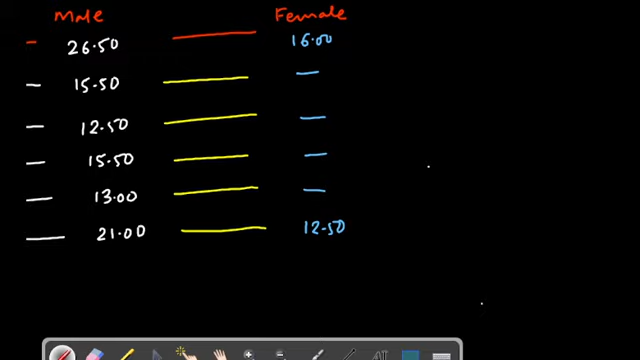 Male Female
- 26.50 — 16.00
- 15.50 — -
- 12.50 — -
- 15.50 — -
- 13.00 — -
- 21.00 — 12.50